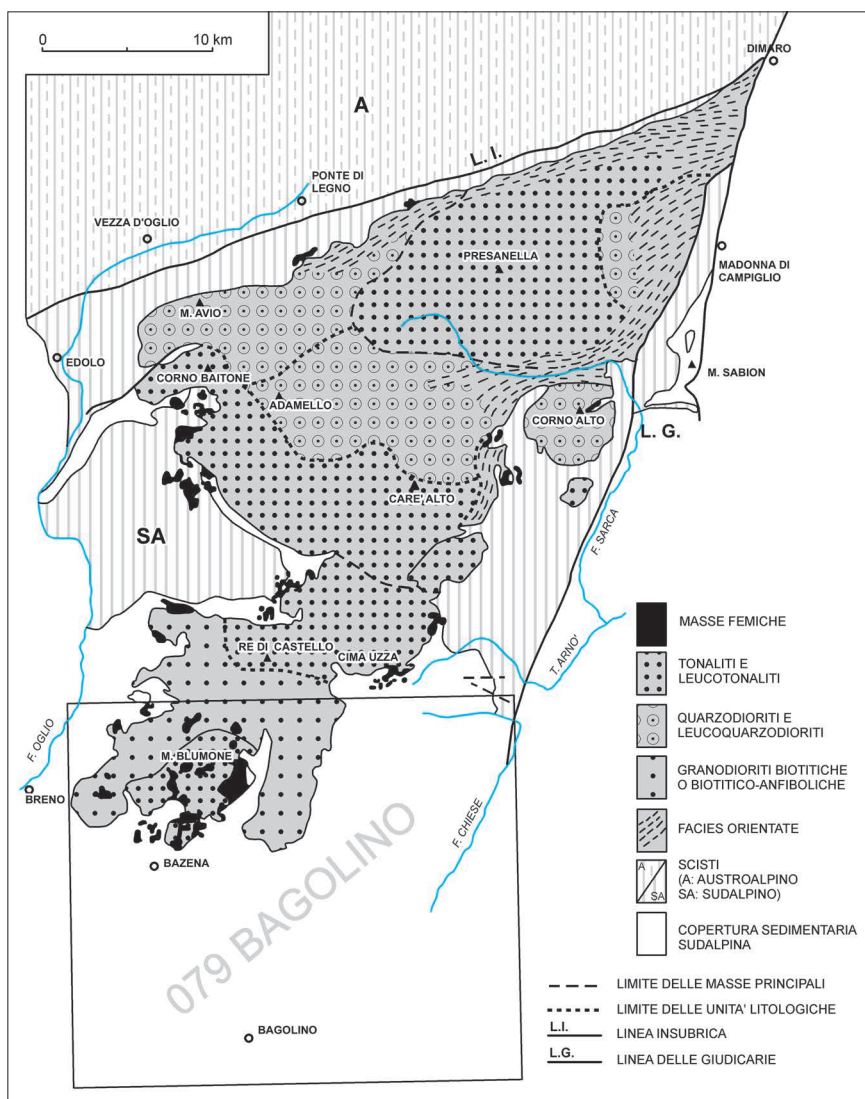 0 10 km
DIMARO
A
L. I.
PONTE DI
LEGNO
VEZZA D'OGLIO
PRESANELLA
MADONNA DI
CAMPIGLIO
M. AVIO
EDOLO
M. SABION
CORNO BAITONE
ADAMELLO
CORNO ALTO
L. G.
CARE' ALTO
SA
F. SARCA
RE DI CASTELLO
CIMA UZZA
T. ARNO'
F. OGLIO
M. BLUMONE
BRENO
F. CHIESE
BAZENA
079 BAGOLINO
BAGOLINO
MASSE FEMICHE
TONALITI E
LEUCOTONALITI
QUARZODIORITI E
LEUCOQUARZODIORITI
GRANODIORITI BIOTITICHE
O BIOTITICO-ANFIBOLICHE
FACIES ORIENTATE
A
SA
SCISTI
(A: AUSTROALPINO
SA: SUDALPINO)
COPERTURA SEDIMENTARIA
SUDALPINA
LIMITE DELLE MASSE PRINCIPALI
LIMITE DELLE UNITA' LITOLOGICHE
L.I. LINEA INSUBRICA
L.G. LINEA DELLE GIUDICARIE